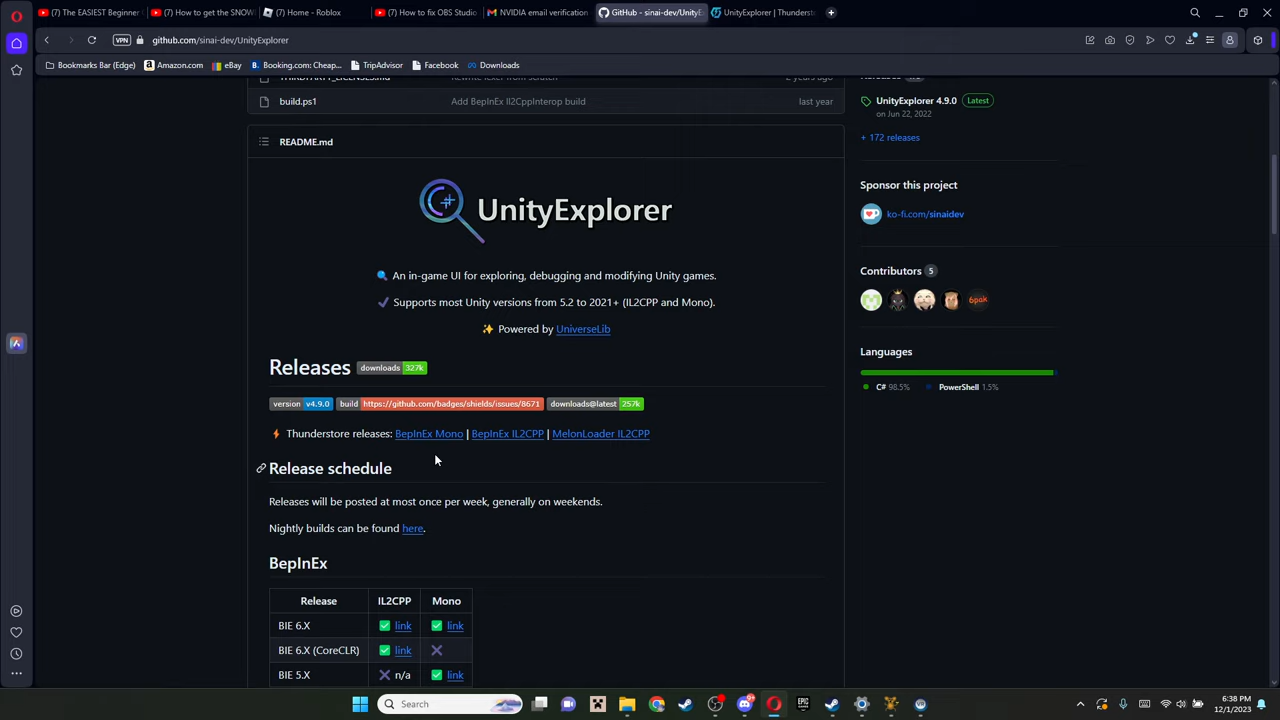 (7) The EASIEST Beginner
(7) How to get the SNOW
(7) Home - Roblox
(7) How to fix OBS Studio
NVIDIA email verification
GitHub - sinai-dev/UnityE
UnityExplorer | Thunderst
VPN
github.com/sinai-dev/UnityExplorer
Bookmarks Bar (Edge)
Amazon.com
eBay
Booking.com: Cheap...
TripAdvisor
Facebook
Downloads
build.ps1
Add BepInEx Il2CppInterop build
last year
README.md
UnityExplorer
An in-game UI for exploring, debugging and modifying Unity games.
Supports most Unity versions from 5.2 to 2021+ (IL2CPP and Mono).
Powered by UniverseLib
Releases downloads 327k
version v4.9.0 build https://github.com/badges/shields/issues/8671 downloads@latest 257k
Thunderstore releases: BepInEx Mono | BepInEx IL2CPP | MelonLoader IL2CPP
Release schedule
Releases will be posted at most once per week, generally on weekends.
Nightly builds can be found here.
BepInEx
Release IL2CPP Mono
BIE 6.X link link
BIE 6.X (CoreCLR) link
BIE 5.X n/a link
UnityExplorer 4.9.0 Latest
on Jun 22, 2022
+ 172 releases
Sponsor this project
ko-fi.com/sinaidev
Contributors 5
6pak
Languages
C# 98.5% PowerShell 1.5%
Search
EPIC
6:38 PM
12/1/2023